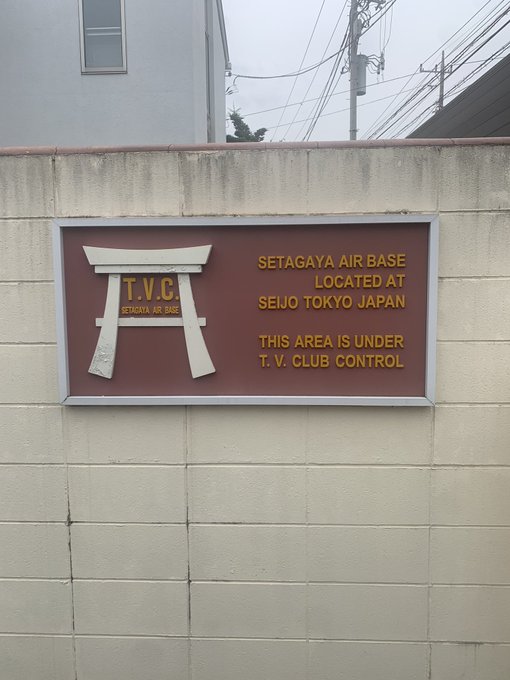 T.V.C.
SETAGAYA AIR BASE
SETAGAYA AIR BASE
LOCATED AT
SEIJO TOKYO JAPAN
THIS AREA IS UNDER
T. V. CLUB CONTROL